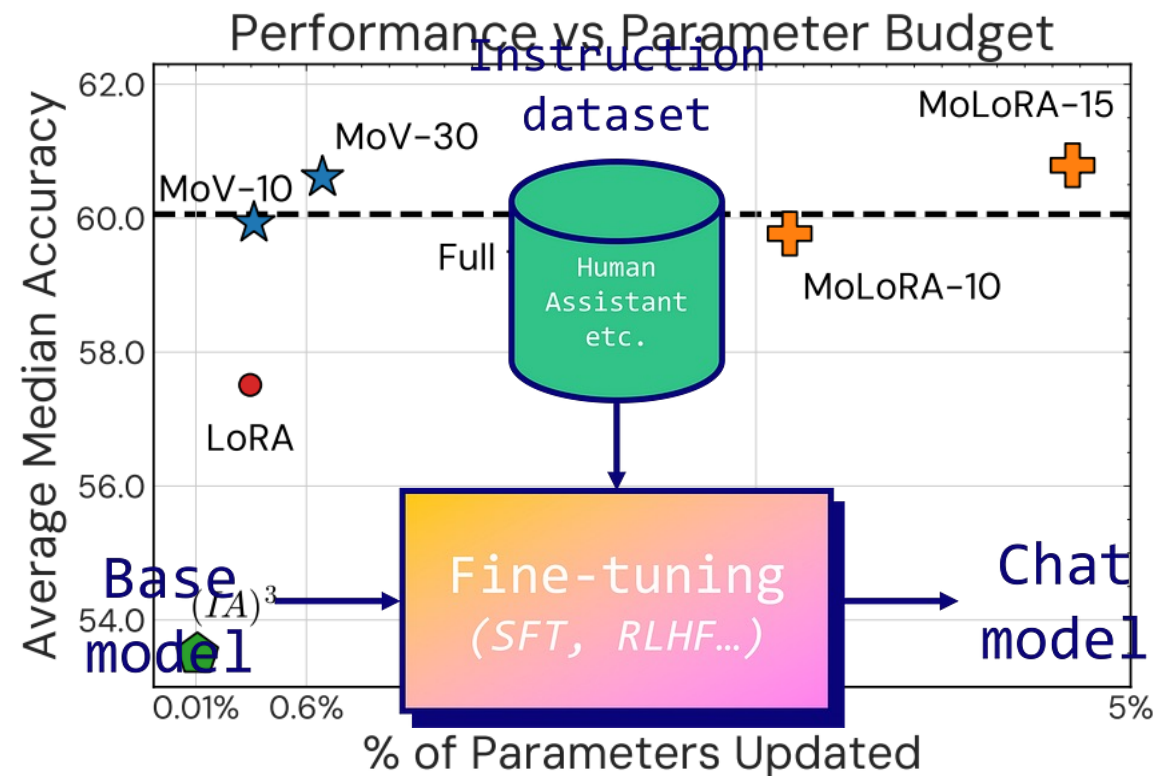 Performance vs Parameter Budget
Instruction
dataset
62.0
MoLoRA-15
MoV-30
MoV-10
60.0
Full
Human
Assistant
etc.
MoLoRA-10
58.0
LoRA
56.0
Average Median Accuracy
Base
model
(IA)³
54.0
Fine-tuning
(SFT, RLHF…)
Chat
model
0.01%
0.6%
5%
% of Parameters Updated